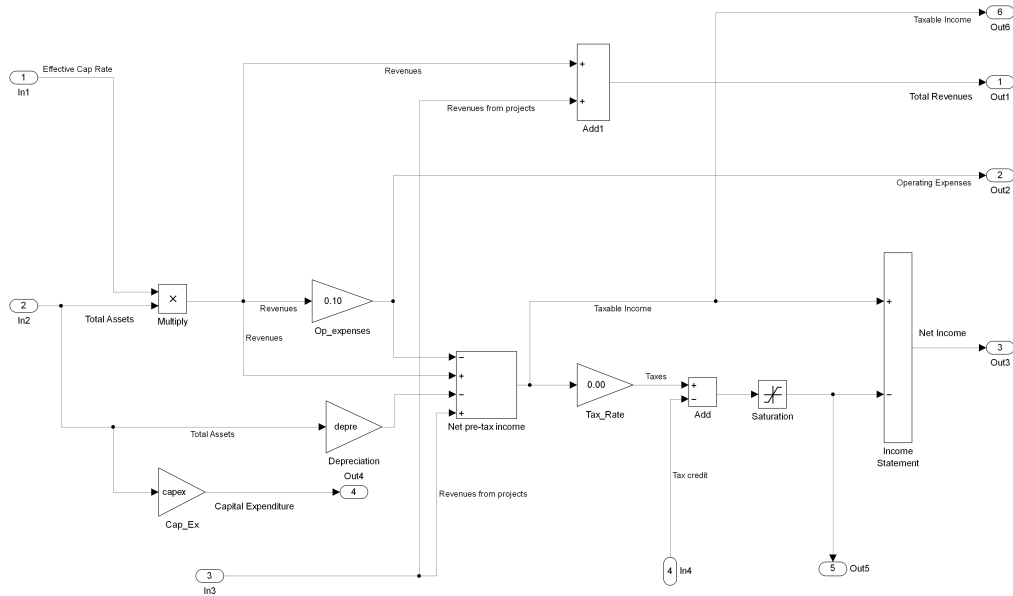 6
Taxable Income
Out6
1
Effective Cap Rate
In1
+
Revenues
+
Revenues from projects
Add1
1
Total Revenues
Out1
2
Operating Expenses
Out2
2
In2
Total Assets
×
Multiply
Revenues
Revenues
0.10
Op_expenses
Taxable Income
+
−
Net Income
3
Out3
Income
Statement
−
+
−
+
Net pre-tax income
0.00
Tax_Rate
Taxes
+
−
Add
Saturation
Total Assets
depre
Depreciation
Out4
4
capex
Cap_Ex
Capital Expenditure
Revenues from projects
Tax credit
3
In3
4
In4
5
Out5